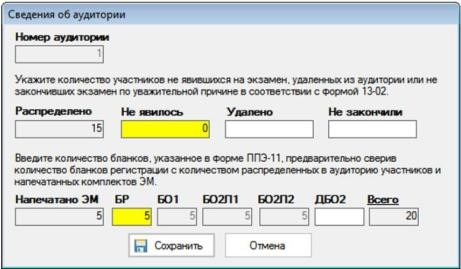 Сведения об аудитории
Номер аудитории
1
Укажите количество участников не явившихся на экзамен, удаленных из аудитории или не
закончивших экзамен по уважительной причине в соответствии с формой 13-02.
Распределено Не явилось Удалено Не закончили
15 0
Введите количество бланков, указанное в форме ППЭ-11, предварительно сверив
количество бланков регистрации с количеством распределенных в аудиторию участников и
напечатанных комплектов ЭМ.
Напечатано ЭМ БР БО1 БО2Л1 БО2Л2 ДБО2 Всего
5 5 5 5 5 20
Сохранить Отмена